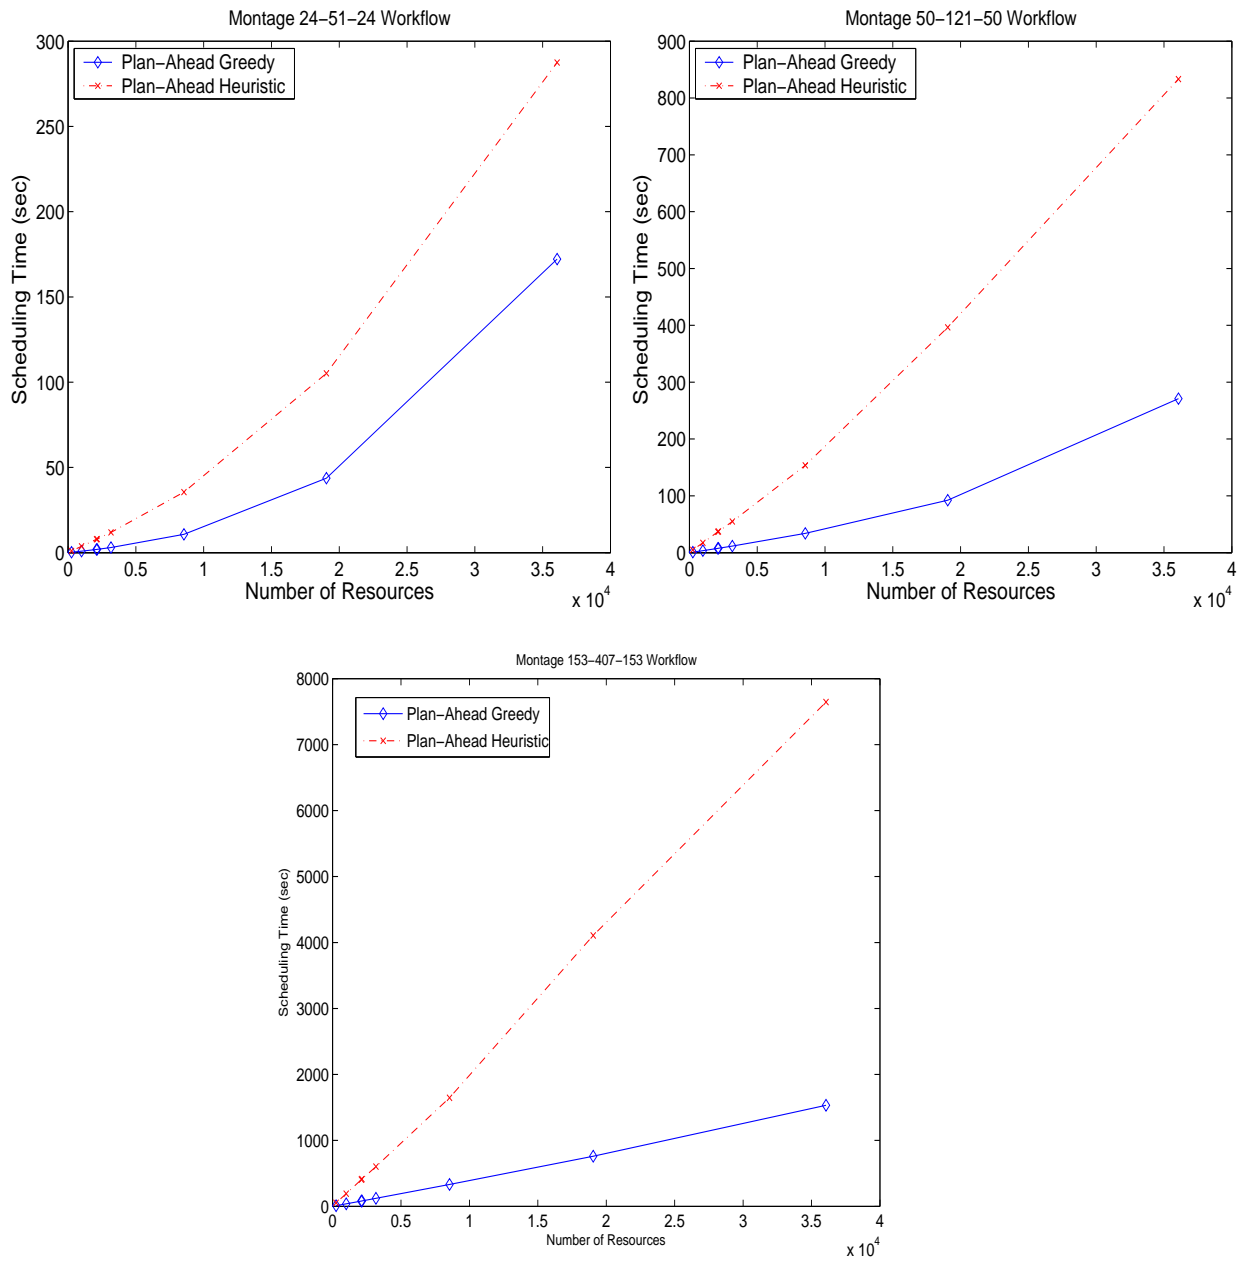 Montage 24−51−24 Workflow
300
250
200
150
100
50
0
Scheduling Time (sec)
Plan−Ahead Greedy
Plan−Ahead Heuristic
0 0.5 1 1.5 2 2.5 3 3.5 4
Number of Resources
x 10^4
Montage 50−121−50 Workflow
900
800
700
600
500
400
300
200
100
0
Scheduling Time (sec)
Plan−Ahead Greedy
Plan−Ahead Heuristic
0 0.5 1 1.5 2 2.5 3 3.5 4
Number of Resources
x 10^4
Montage 153−407−153 Workflow
8000
7000
6000
5000
4000
3000
2000
1000
0
Scheduling Time (sec)
Plan−Ahead Greedy
Plan−Ahead Heuristic
0 0.5 1 1.5 2 2.5 3 3.5 4
Number of Resources
x 10^4